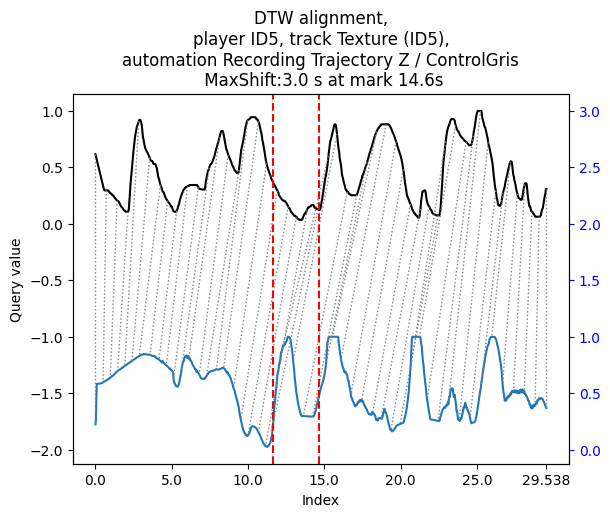 DTW alignment,
player ID5, track Texture (ID5),
automation Recording Trajectory Z / ControlGris
MaxShift:3.0 s at mark 14.6s
1.0
0.5
0.0
−0.5
−1.0
−1.5
−2.0
Query value
3.0
2.5
2.0
1.5
1.0
0.5
0.0
0.0 5.0 10.0 15.0 20.0 25.0 29.538
Index